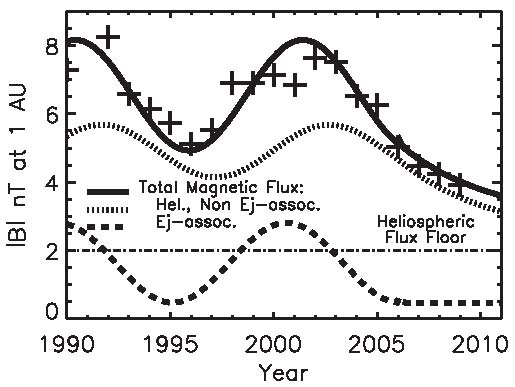 8
6
4
2
0
|B| nT at 1 AU
Total Magnetic Flux:
Hel., Non Ej-assoc.
Ej-assoc.
Heliospheric
Flux Floor
1990 1995 2000 2005 2010
Year